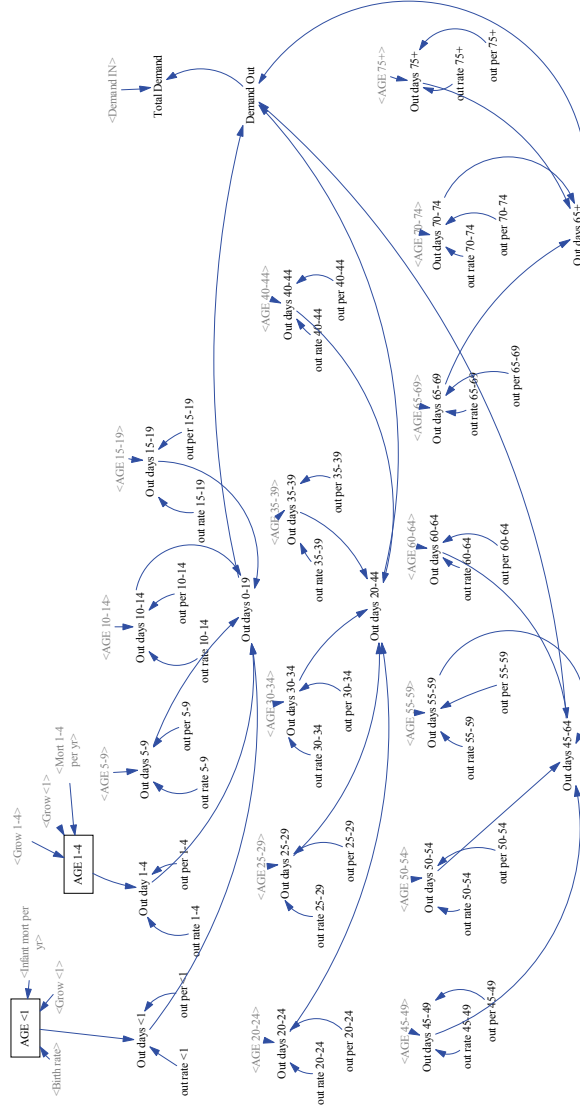 <Birth rate>
AGE <1
<Infant mort per
yr>
<Grow <1>
<Grow 1-4>
<Grow <1>
<Mort 1-4
per yr>
AGE 1-4
<Demand IN>
Total Demand
Demand Out
out rate <1
Out days <1
out per <1
out rate 1-4
Out day 1-4
out per 1-4
<AGE 5-9>
Out days 5-9
out rate 5-9
out per 5-9
<AGE 10-14>
Out days 10-14
out rate 10-14
out per 10-14
<AGE 15-19>
Out days 15-19
out rate 15-19
out per 15-19
Out days 0-19
<AGE 20-24>
Out days 20-24
out rate 20-24
out per 20-24
<AGE 25-29>
Out days 25-29
out rate 25-29
out per 25-29
<AGE 30-34>
Out days 30-34
out rate 30-34
out per 30-34
<AGE 35-39>
Out days 35-39
out rate 35-39
out per 35-39
<AGE 40-44>
Out days 40-44
out rate 40-44
out per 40-44
Out days 20-44
<AGE 45-49>
Out days 45-49
out rate 45-49
out per 45-49
<AGE 50-54>
Out days 50-54
out rate 50-54
out per 50-54
<AGE 55-59>
Out days 55-59
out rate 55-59
out per 55-59
<AGE 60-64>
Out days 60-64
out rate 60-64
out per 60-64
Out days 45-64
<AGE 65-69>
Out days 65-69
out rate 65-69
out per 65-69
<AGE 70-74>
Out days 70-74
out rate 70-74
out per 70-74
<AGE 75+>
Out days 75+
out rate 75+
out per 75+
Out days 65+